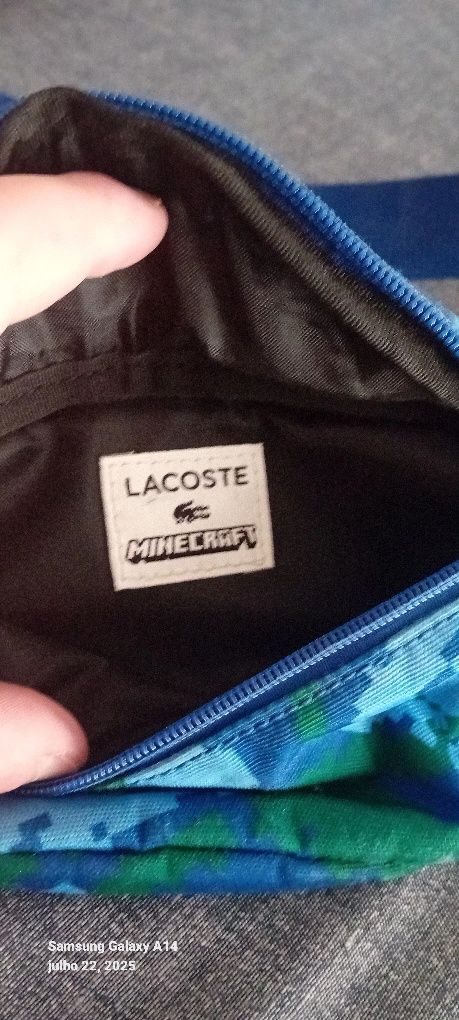 LACOSTE
MINECRAFT
Samsung Galaxy A14
julho 22, 2025